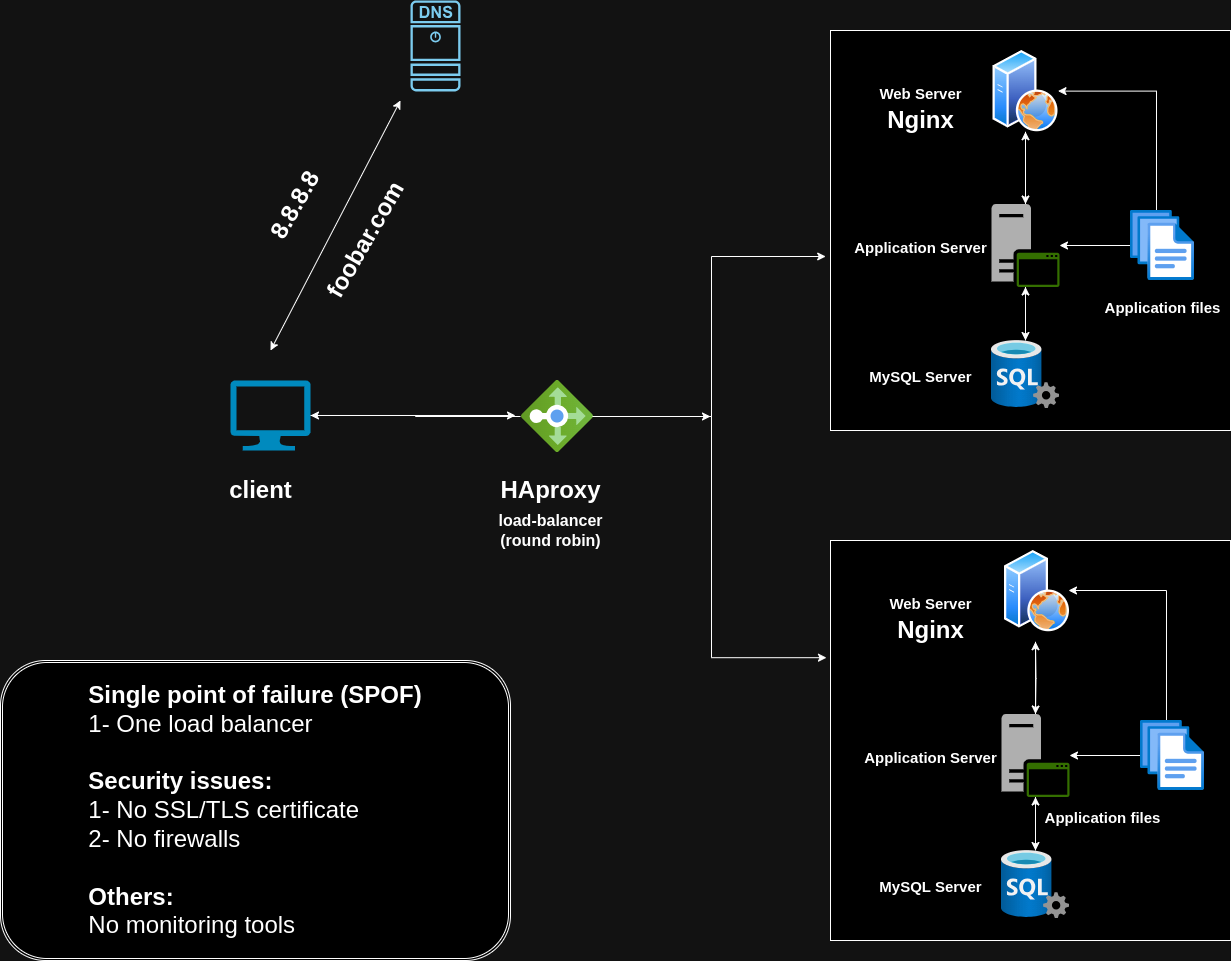 DNS
8.8.8.8
foobar.com
client
HAproxy
load-balancer
(round robin)
Web Server
Nginx
Application Server
Application files
MySQL Server
SQL
Web Server
Nginx
Application Server
Application files
MySQL Server
SQL
Single point of failure (SPOF)
1- One load balancer
Security issues:
1- No SSL/TLS certificate
2- No firewalls
Others:
No monitoring tools